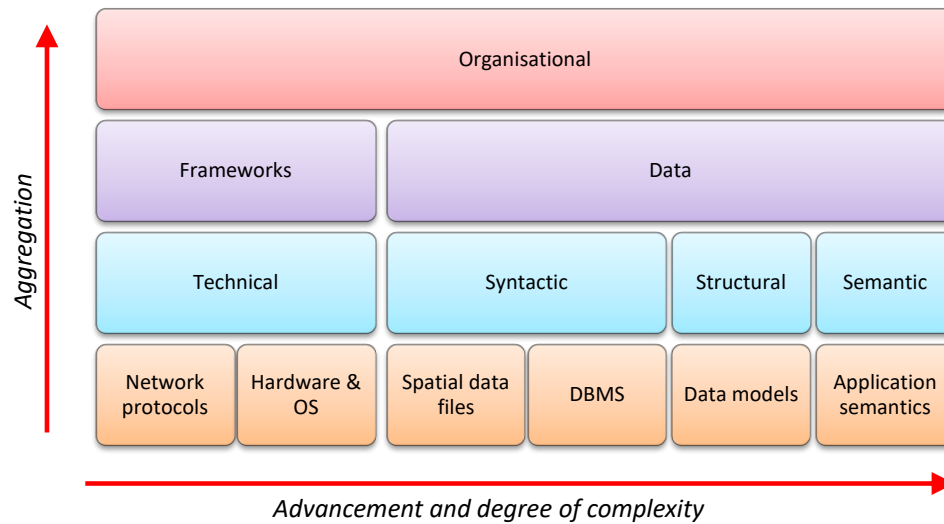 Organisational
Frameworks
Data
Technical
Syntactic
Structural
Semantic
Network
protocols
Hardware &
OS
Spatial data
files
DBMS
Data models
Application
semantics
Aggregation
Advancement and degree of complexity